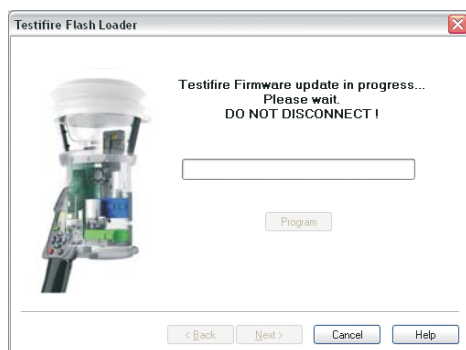 Testifire Flash Loader
Testifire Firmware update in progress...
Please wait.
DO NOT DISCONNECT !
Program
< Back
Next >
Cancel
Help